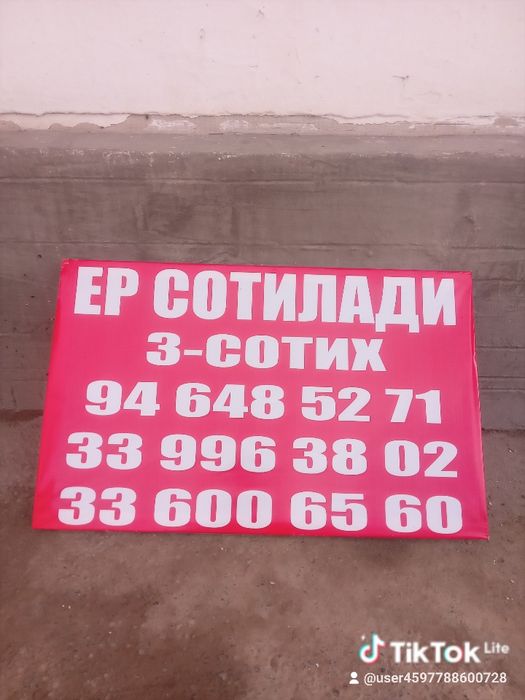 ЕР СОТИЛАДИ
3-СОТИХ
94 648 52 71
33 996 38 02
33 600 65 60
TikTok Lite
@user4597788600728